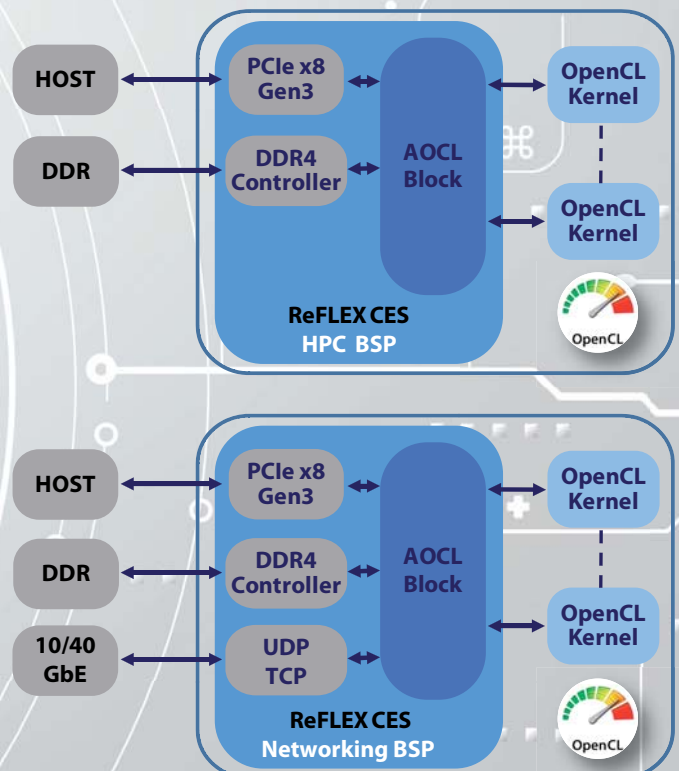 HOST
PCIe x8
Gen3
DDR
DDR4
Controller
AOCL
Block
OpenCL
Kernel
OpenCL
Kernel
ReFLEX CES
HPC BSP
OpenCL
HOST
PCIe x8
Gen3
DDR
DDR4
Controller
10/40
GbE
UDP
TCP
AOCL
Block
OpenCL
Kernel
OpenCL
Kernel
ReFLEX CES
Networking BSP
OpenCL